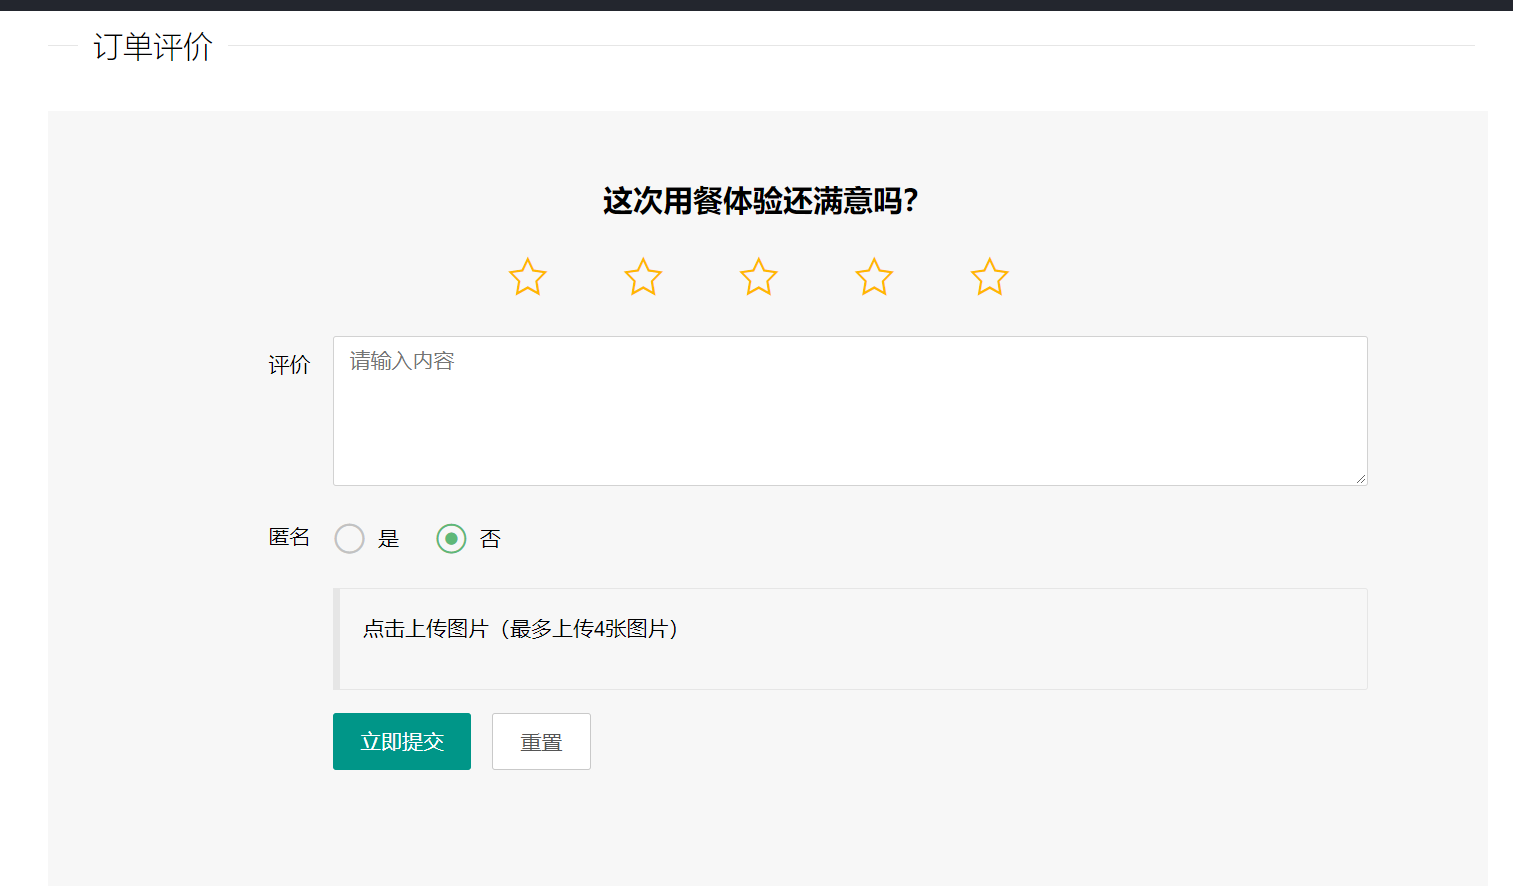 订单评价
这次用餐体验还满意吗？
评价
请输入内容
匿名 是 否
点击上传图片（最多上传4张图片）
立即提交 重置